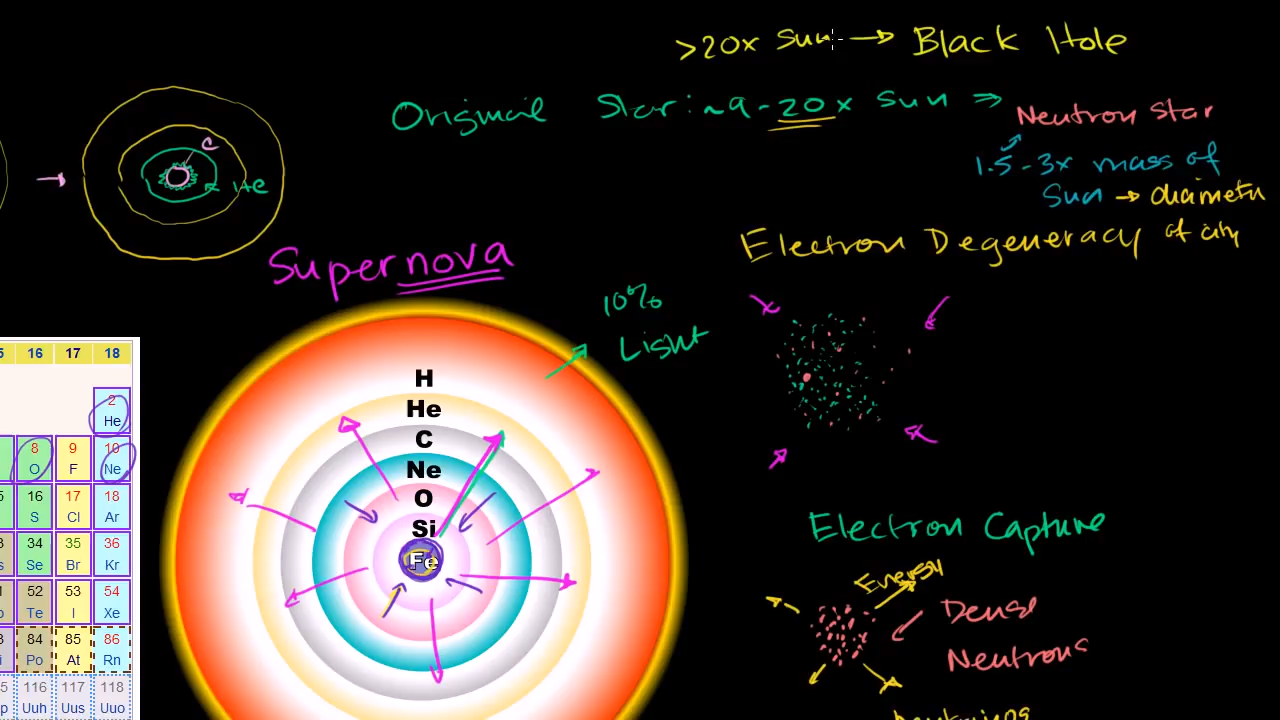 >20x Sun → Black Hole
Original Star: ~9-20x Sun ⇒ Neutron Star
1.5-3x mass of
Sun → diameter
of city
C
He
Supernova
Electron Degeneracy
10%
Light
H
He
C
Ne
O
Si
Fe
16 17 18
2
He
8 9 10
O F Ne
16 17 18
S Cl Ar
34 35 36
Se Br Kr
52 53 54
Te I Xe
84 85 86
Po At Rn
116 117 118
Uuh Uus Uuo
Electron Capture
Energy
Dense
Neutrons